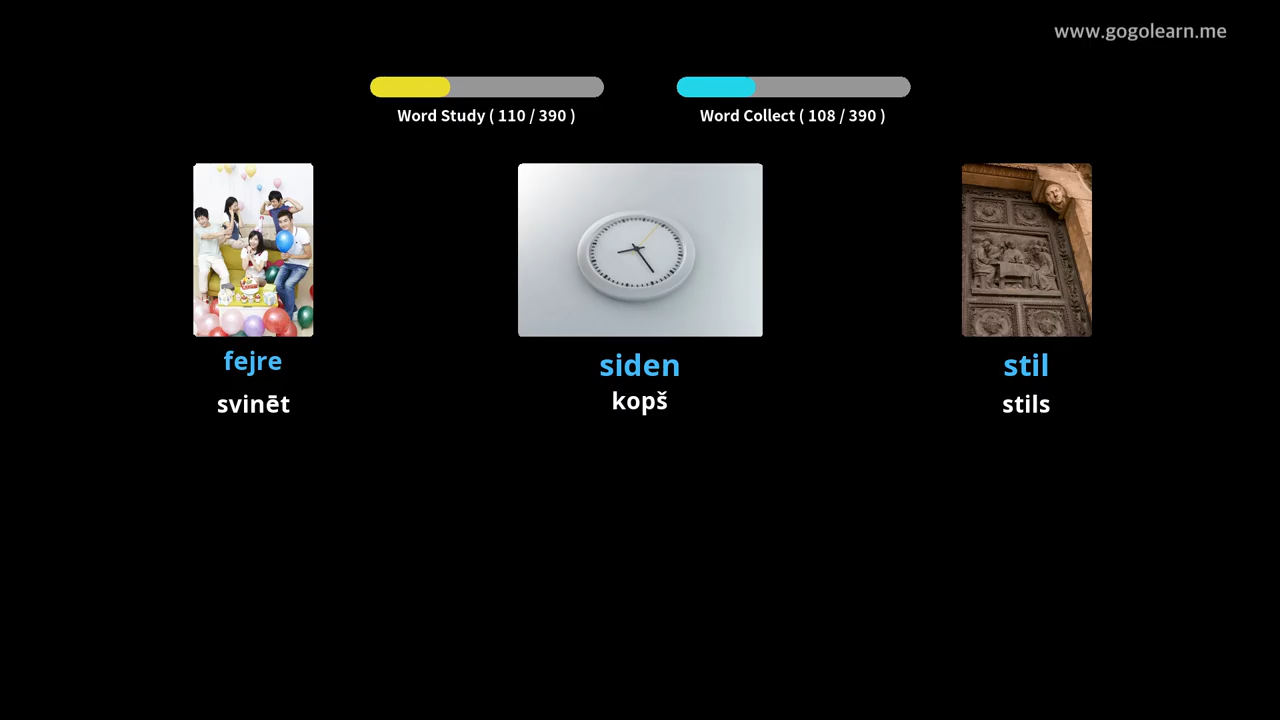 www.gogolearn.me
Word Study ( 110 / 390 )
Word Collect ( 108 / 390 )
fejre
svinēt
siden
kopš
stil
stils